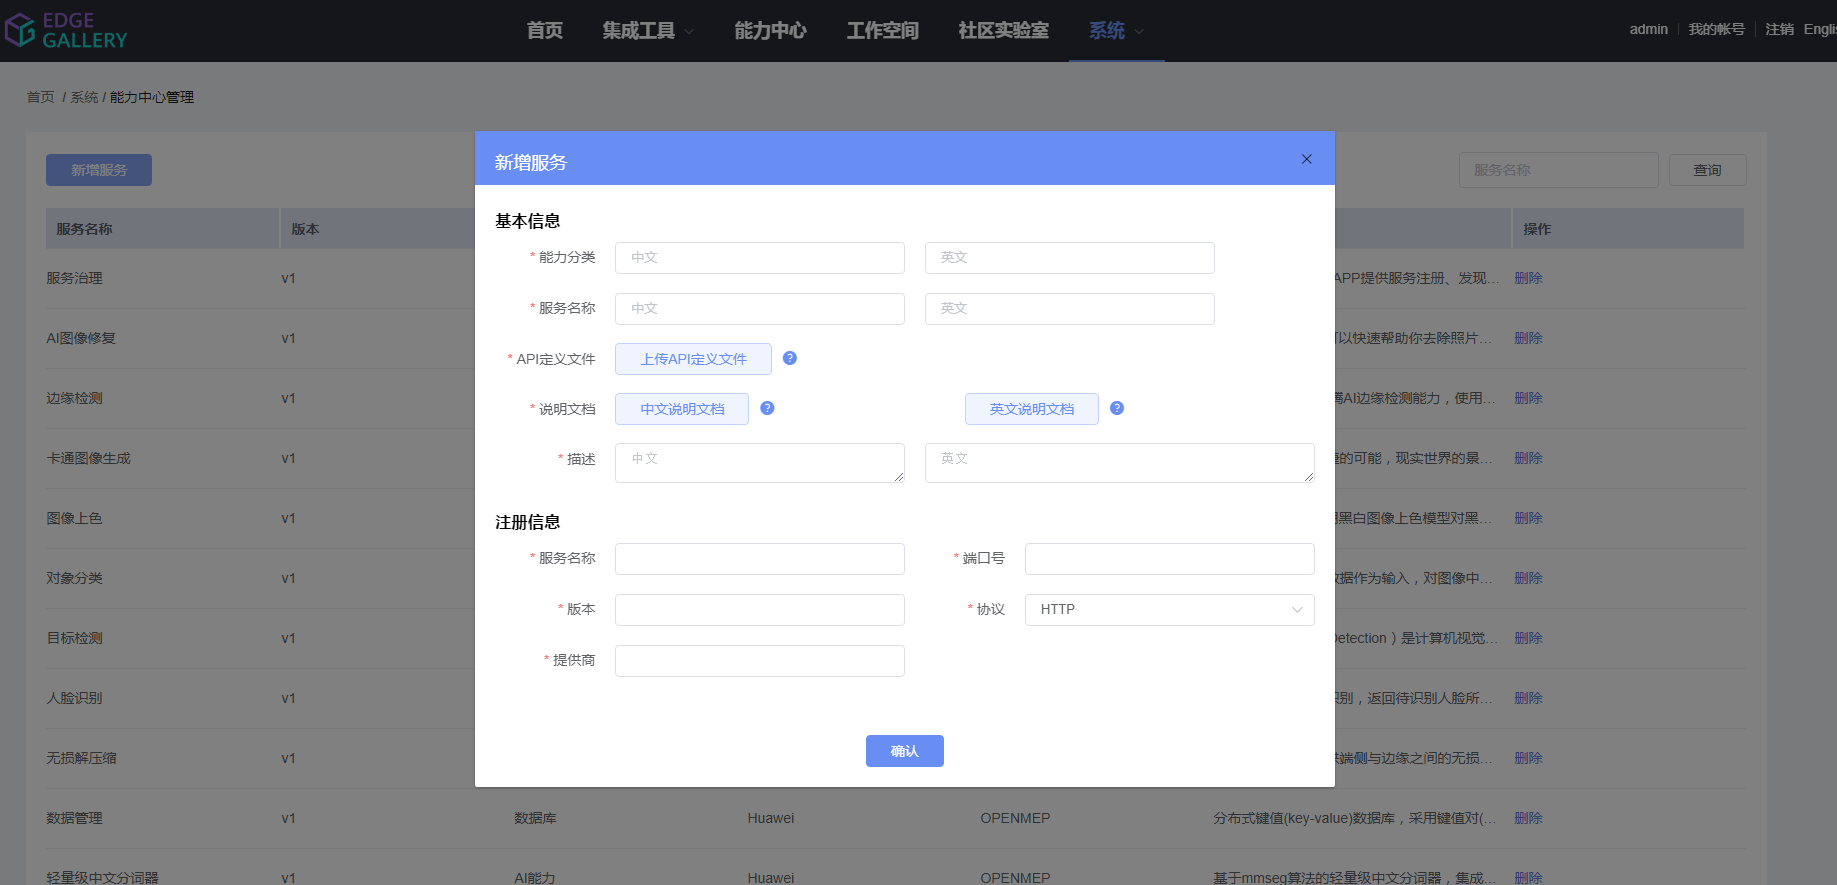 EDGE
GALLERY
首页 集成工具 能力中心 工作空间 社区实验室 系统
admin 我的帐号 注销 Englis
首页 / 系统 / 能力中心管理
新增服务 服务名称 查询
服务名称 版本 操作
服务治理 v1 APP提供服务注册、发现... 删除
AI图像修复 v1 可以快速帮助你去除照片... 删除
边缘检测 v1 AI边缘检测能力，使用... 删除
卡通图像生成 v1 的可能，现实世界的景... 删除
图像上色 v1 黑白图像上色模型对黑... 删除
对象分类 v1 数据作为输入，对图像中... 删除
目标检测 v1 Detection）是计算机视觉... 删除
人脸识别 v1 识别，返回待识别人脸所... 删除
无损解压缩 v1 端侧与边缘之间的无损... 删除
数据管理 v1 数据库 Huawei OPENMEP 分布式键值(key-value)数据库，采用键值对(... 删除
轻量级中文分词器 v1 AI能力 Huawei OPENMEP 基于mmseg算法的轻量级中文分词器，集成... 删除
新增服务
基本信息
* 能力分类 中文 英文
* 服务名称 中文 英文
* API定义文件 上传API定义文件 ?
* 说明文档 中文说明文档 ? 英文说明文档 ?
* 描述 中文 英文
注册信息
* 服务名称 * 端口号
* 版本 * 协议 HTTP
* 提供商
确认